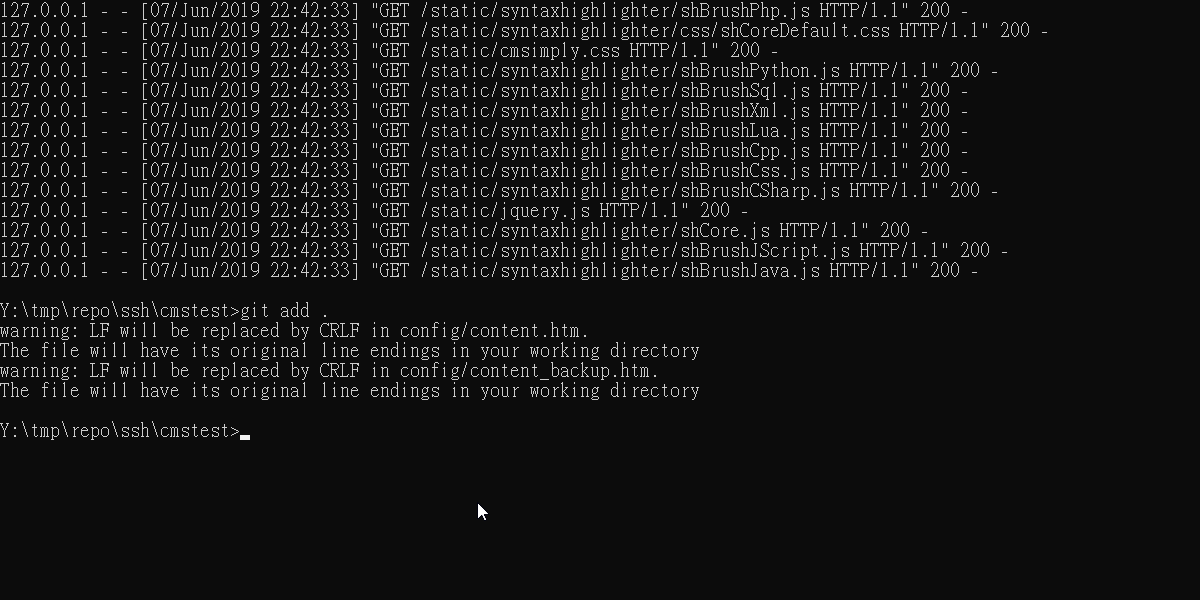 127.0.0.1 - - [07/Jun/2019 22:42:33] "GET /static/syntaxhighlighter/shBrushPhp.js HTTP/1.1" 200 -
127.0.0.1 - - [07/Jun/2019 22:42:33] "GET /static/syntaxhighlighter/css/shCoreDefault.css HTTP/1.1" 200 -
127.0.0.1 - - [07/Jun/2019 22:42:33] "GET /static/cmsimply.css HTTP/1.1" 200 -
127.0.0.1 - - [07/Jun/2019 22:42:33] "GET /static/syntaxhighlighter/shBrushPython.js HTTP/1.1" 200 -
127.0.0.1 - - [07/Jun/2019 22:42:33] "GET /static/syntaxhighlighter/shBrushSql.js HTTP/1.1" 200 -
127.0.0.1 - - [07/Jun/2019 22:42:33] "GET /static/syntaxhighlighter/shBrushXml.js HTTP/1.1" 200 -
127.0.0.1 - - [07/Jun/2019 22:42:33] "GET /static/syntaxhighlighter/shBrushLua.js HTTP/1.1" 200 -
127.0.0.1 - - [07/Jun/2019 22:42:33] "GET /static/syntaxhighlighter/shBrushCpp.js HTTP/1.1" 200 -
127.0.0.1 - - [07/Jun/2019 22:42:33] "GET /static/syntaxhighlighter/shBrushCss.js HTTP/1.1" 200 -
127.0.0.1 - - [07/Jun/2019 22:42:33] "GET /static/syntaxhighlighter/shBrushCSharp.js HTTP/1.1" 200 -
127.0.0.1 - - [07/Jun/2019 22:42:33] "GET /static/jquery.js HTTP/1.1" 200 -
127.0.0.1 - - [07/Jun/2019 22:42:33] "GET /static/syntaxhighlighter/shCore.js HTTP/1.1" 200 -
127.0.0.1 - - [07/Jun/2019 22:42:33] "GET /static/syntaxhighlighter/shBrushJScript.js HTTP/1.1" 200 -
127.0.0.1 - - [07/Jun/2019 22:42:33] "GET /static/syntaxhighlighter/shBrushJava.js HTTP/1.1" 200 -
Y:\tmp\repo\ssh\cmstest>git add .
warning: LF will be replaced by CRLF in config/content.htm.
The file will have its original line endings in your working directory
warning: LF will be replaced by CRLF in config/content_backup.htm.
The file will have its original line endings in your working directory
Y:\tmp\repo\ssh\cmstest>